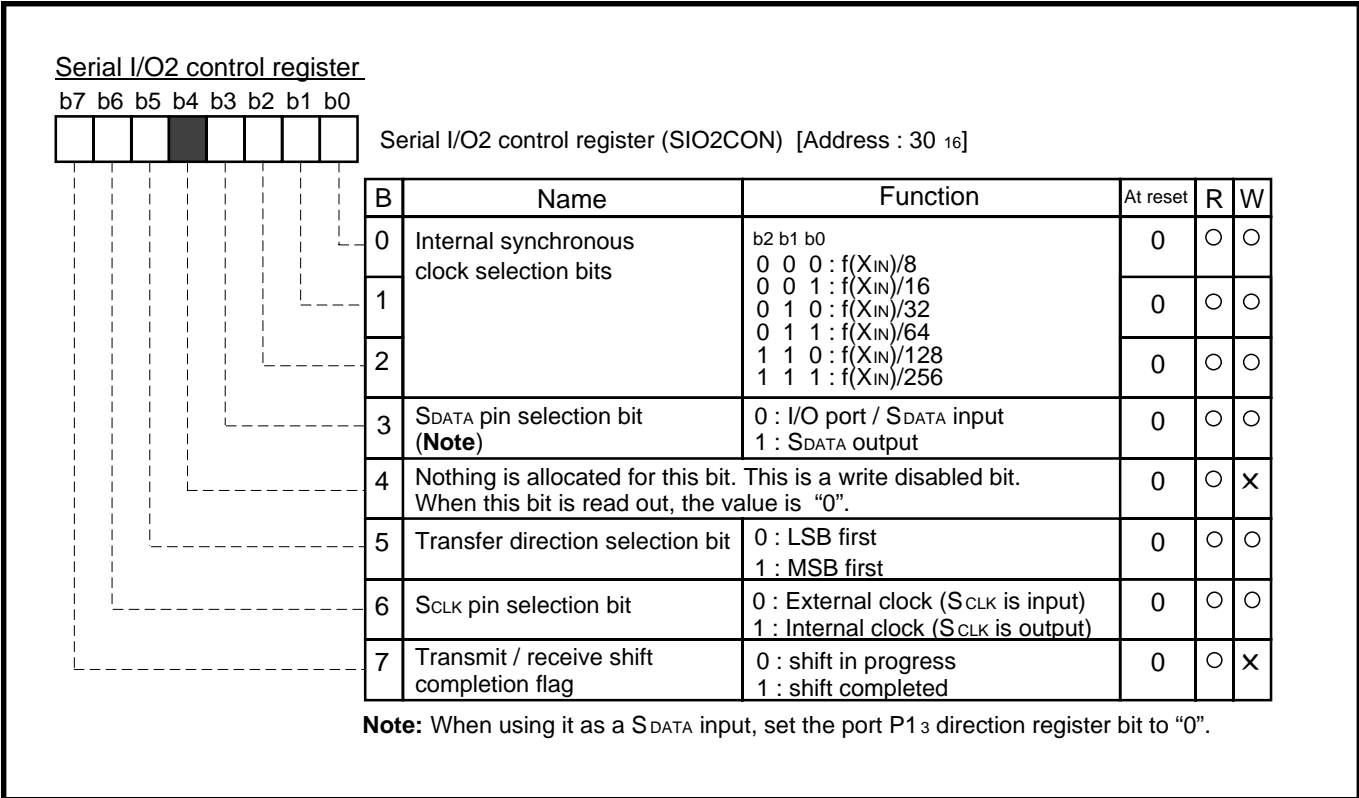 Serial I/O2 control register
b7 b6 b5 b4 b3 b2 b1 b0
Serial I/O2 control register (SIO2CON) [Address : 30 16]
B Name Function At reset R W
0 Internal synchronous clock selection bits b2 b1 b0 0 ○ ○
0 0 0 : f(XIN)/8
0 0 1 : f(XIN)/16
1 0 1 0 : f(XIN)/32 0 ○ ○
0 1 1 : f(XIN)/64
2 1 1 0 : f(XIN)/128 0 ○ ○
1 1 1 : f(XIN)/256
3 SDATA pin selection bit 0 : I/O port / SDATA input 0 ○ ○
(Note) 1 : SDATA output
4 Nothing is allocated for this bit. This is a write disabled bit. 0 ○ ×
When this bit is read out, the value is “0”.
5 Transfer direction selection bit 0 : LSB first 0 ○ ○
1 : MSB first
6 SCLK pin selection bit 0 : External clock (SCLK is input) 0 ○ ○
1 : Internal clock (SCLK is output)
7 Transmit / receive shift 0 : shift in progress 0 ○ ×
completion flag 1 : shift completed
Note: When using it as a SDATA input, set the port P13 direction register bit to “0”.